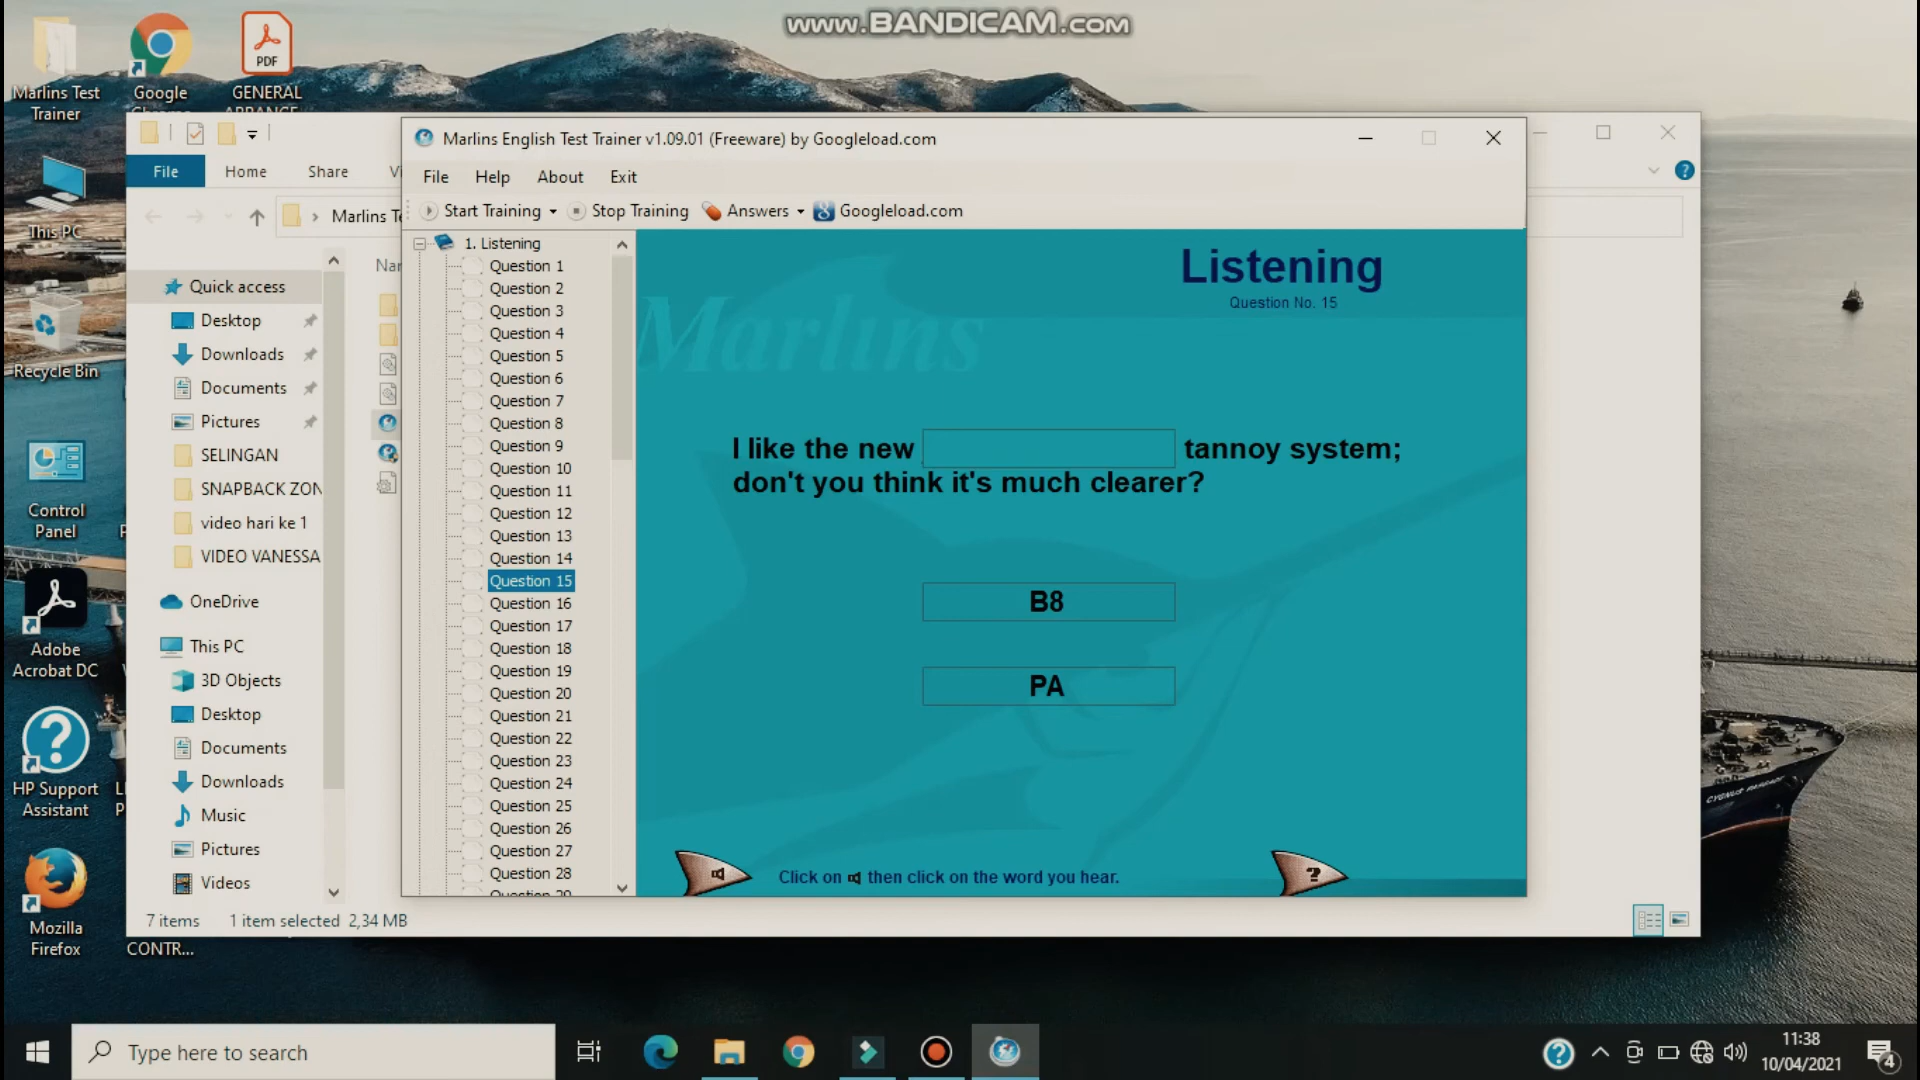 www.BANDICAM.com
Marlins Test
Trainer
Google
PDF
GENERAL
This PC
Recycle Bin
Control
Panel
Adobe
Acrobat DC
HP Support
Assistant
Mozilla
Firefox
CONTR...
File
Home
Share
Marlins Te
Quick access
Desktop
Downloads
Documents
Pictures
SELINGAN
SNAPBACK ZON
video hari ke 1
VIDEO VANESSA
OneDrive
This PC
3D Objects
Desktop
Documents
Downloads
Music
Pictures
Videos
7 items 1 item selected 2,34 MB
Marlins English Test Trainer v1.09.01 (Freeware) by Googleload.com
File Help About Exit
Start Training Stop Training Answers Googleload.com
1. Listening
Question 1
Question 2
Question 3
Question 4
Question 5
Question 6
Question 7
Question 8
Question 9
Question 10
Question 11
Question 12
Question 13
Question 14
Question 15
Question 16
Question 17
Question 18
Question 19
Question 20
Question 21
Question 22
Question 23
Question 24
Question 25
Question 26
Question 27
Question 28
Listening
Question No. 15
Marlins
I like the new tannoy system;
don't you think it's much clearer?
B8
PA
Click on then click on the word you hear.
?
Type here to search
11:38
10/04/2021
4